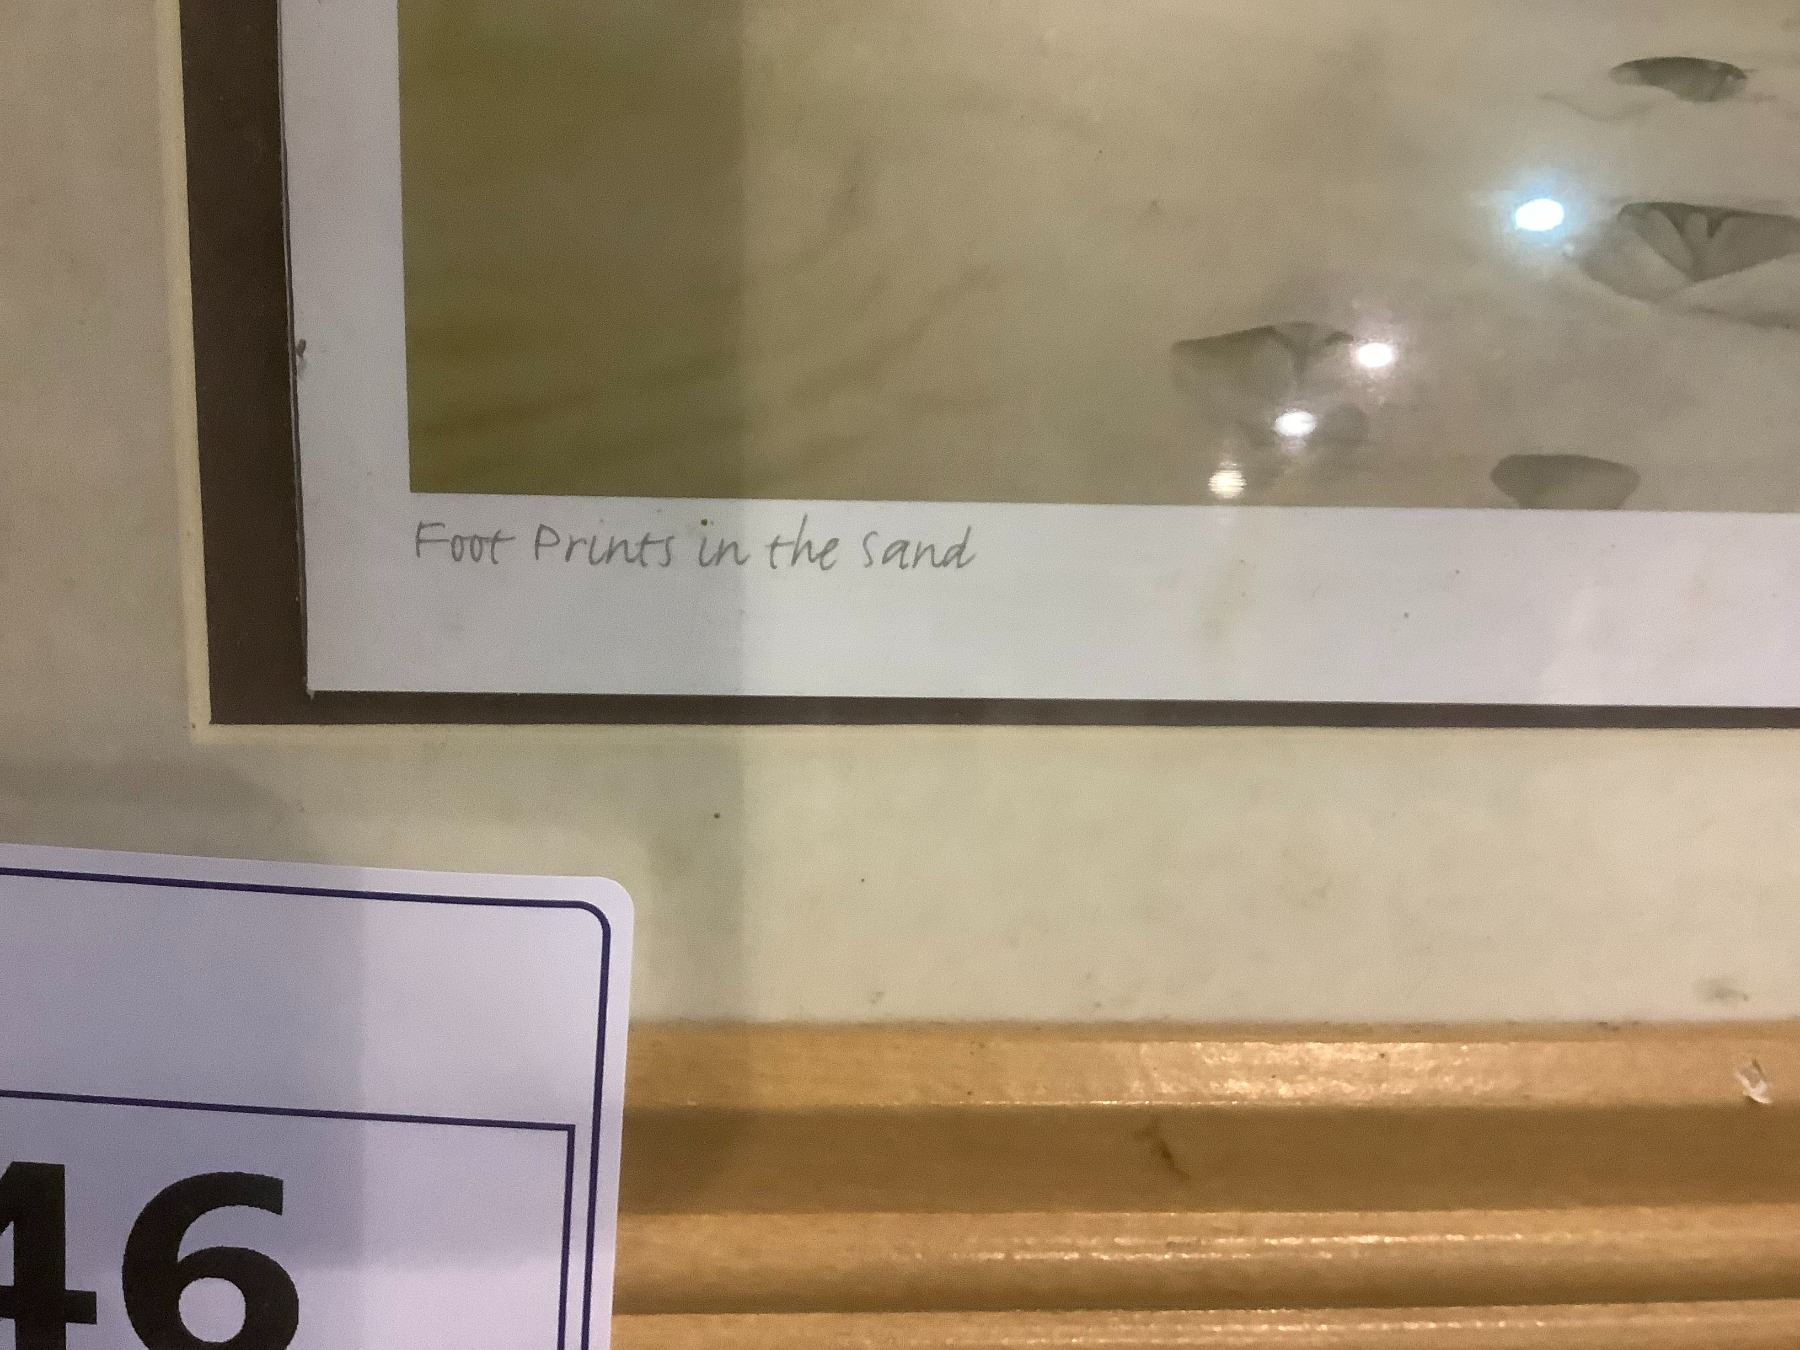 Foot Prints in the Sand
46